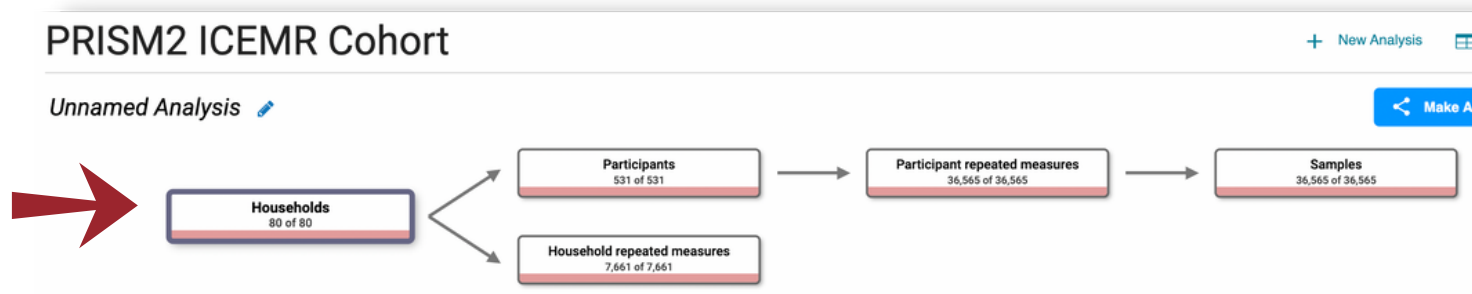 PRISM2 ICEMR Cohort
+ New Analysis
Unnamed Analysis
Make A
Participants
531 of 531
Participant repeated measures
36,565 of 36,565
Samples
36,565 of 36,565
Households
80 of 80
Household repeated measures
7,661 of 7,661